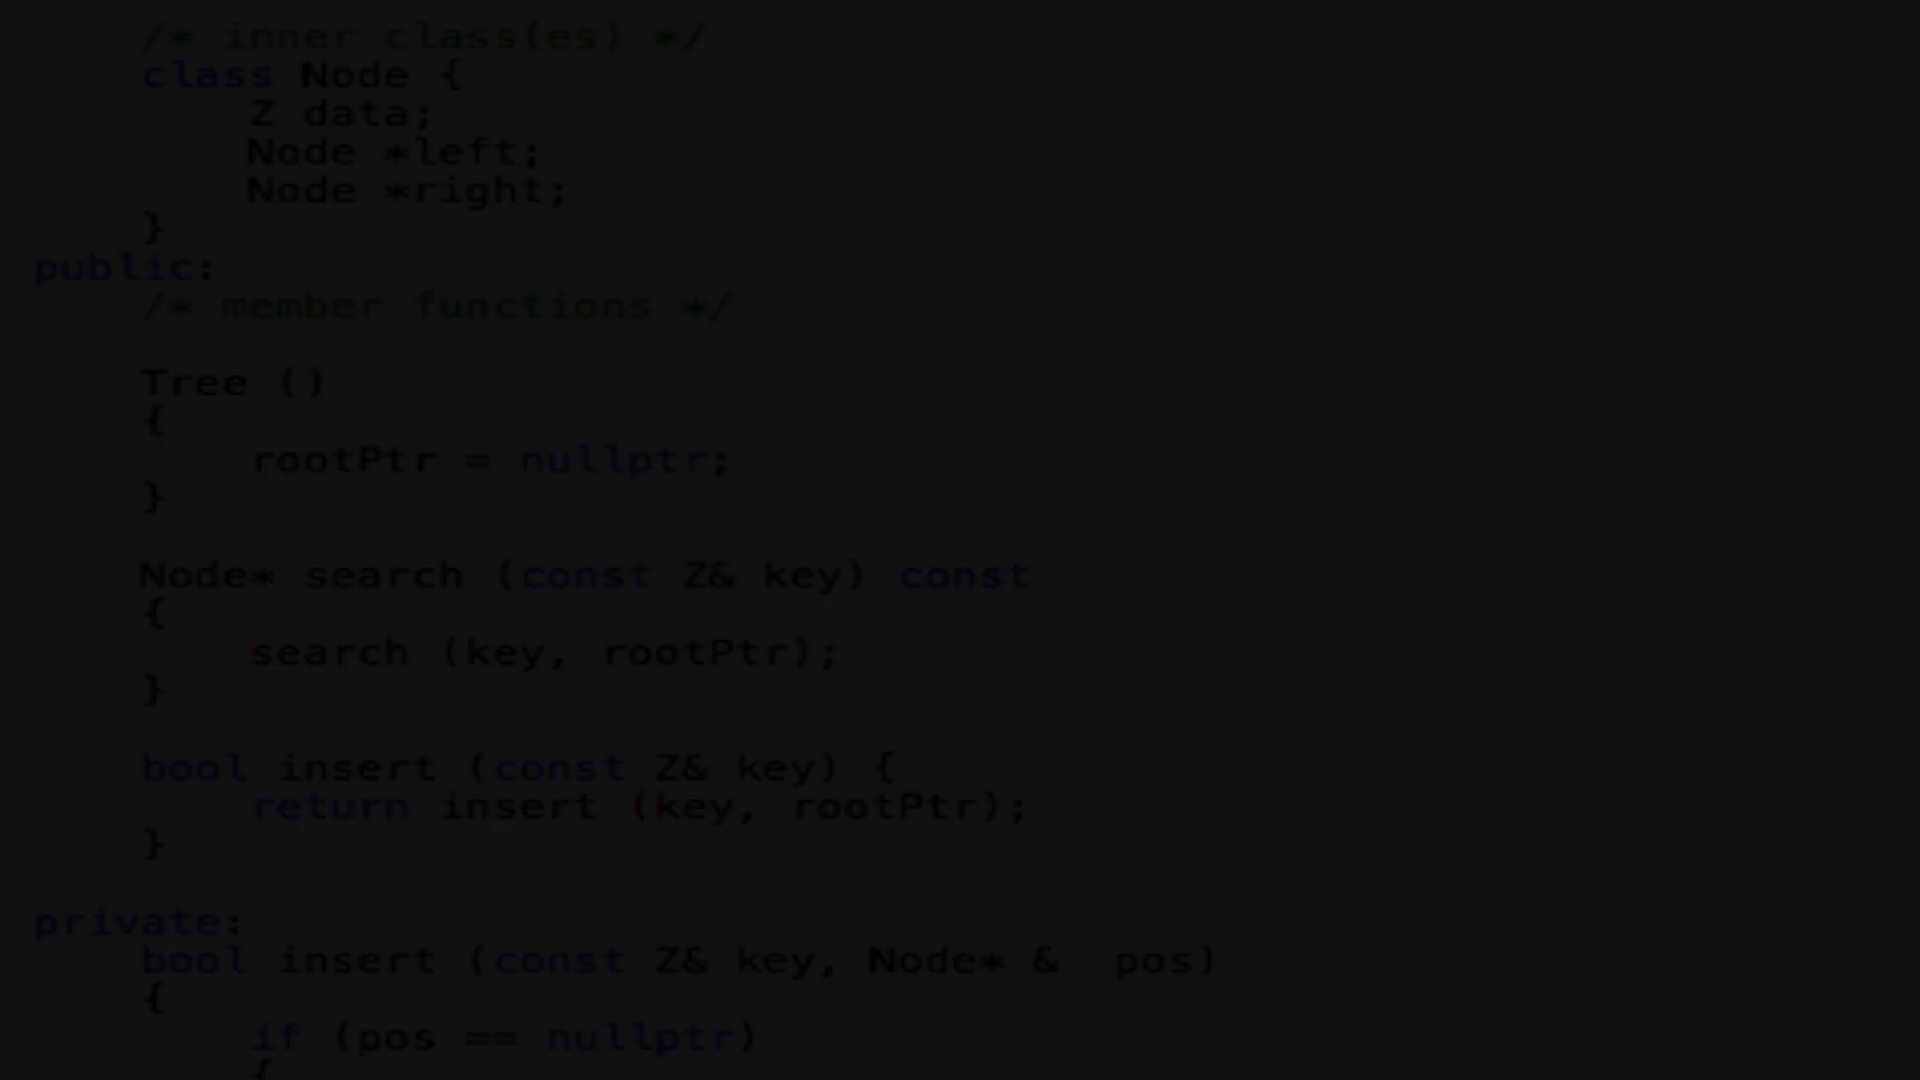 /* inner class(es) */
class Node {
Z data;
Node *left;
Node *right;
}
public:
/* member functions */
Tree ()
{
rootPtr = nullptr;
}
Node* search (const Z& key) const
{
search (key, rootPtr);
}
bool insert (const Z& key) {
return insert (key, rootPtr);
}
private:
bool insert (const Z& key, Node* &  pos)
{
if (pos == nullptr)
{